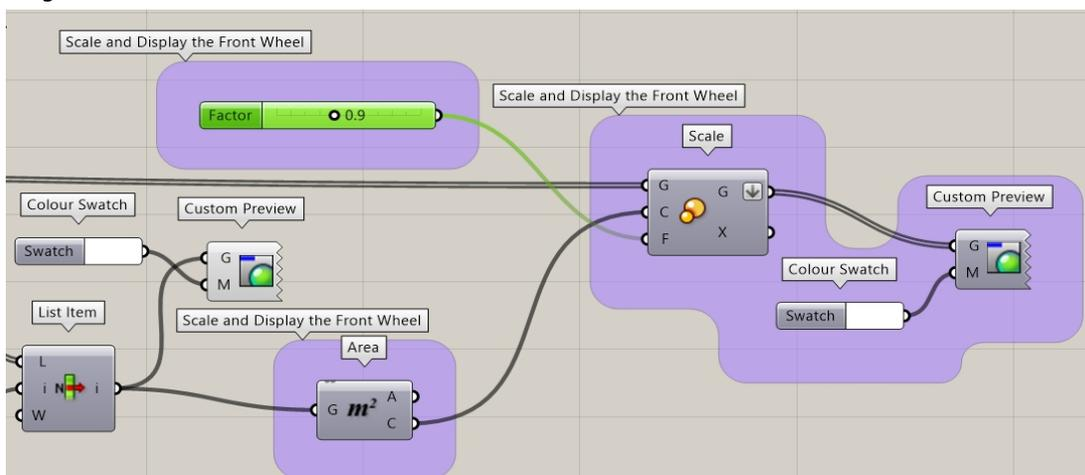 Scale and Display the Front Wheel
Factor 0.9
Scale and Display the Front Wheel
Scale
G G
C
F X
Colour Swatch
Custom Preview
Swatch
G
M
Custom Preview
G
M
Colour Swatch
Swatch
List Item
L
i N i
W
Scale and Display the Front Wheel
Area
G m² A
C